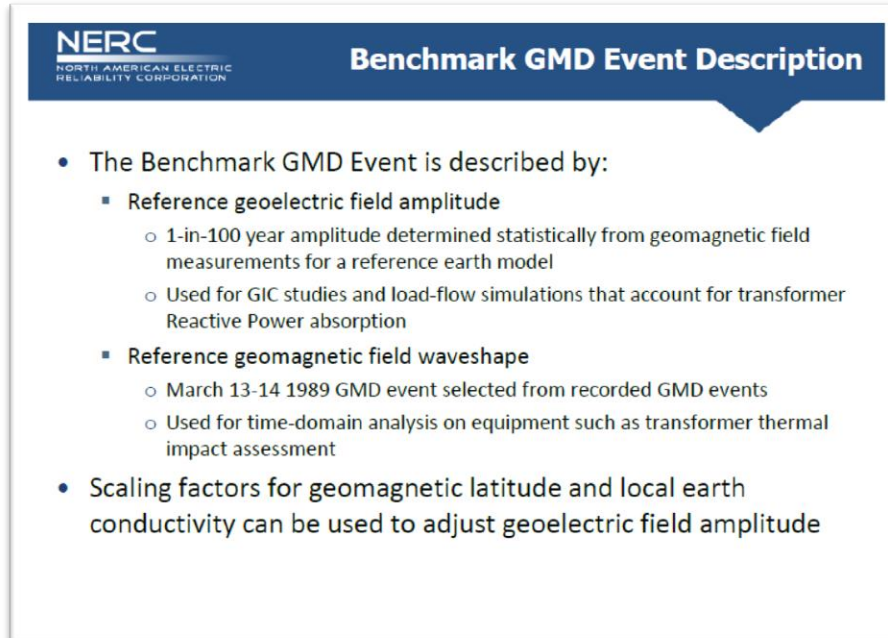 NERC
NORTH AMERICAN ELECTRIC
RELIABILITY CORPORATION
Benchmark GMD Event Description
• The Benchmark GMD Event is described by:
▪ Reference geoelectric field amplitude
o 1-in-100 year amplitude determined statistically from geomagnetic field
measurements for a reference earth model
o Used for GIC studies and load-flow simulations that account for transformer
Reactive Power absorption
▪ Reference geomagnetic field waveshape
o March 13-14 1989 GMD event selected from recorded GMD events
o Used for time-domain analysis on equipment such as transformer thermal
impact assessment
• Scaling factors for geomagnetic latitude and local earth
conductivity can be used to adjust geoelectric field amplitude